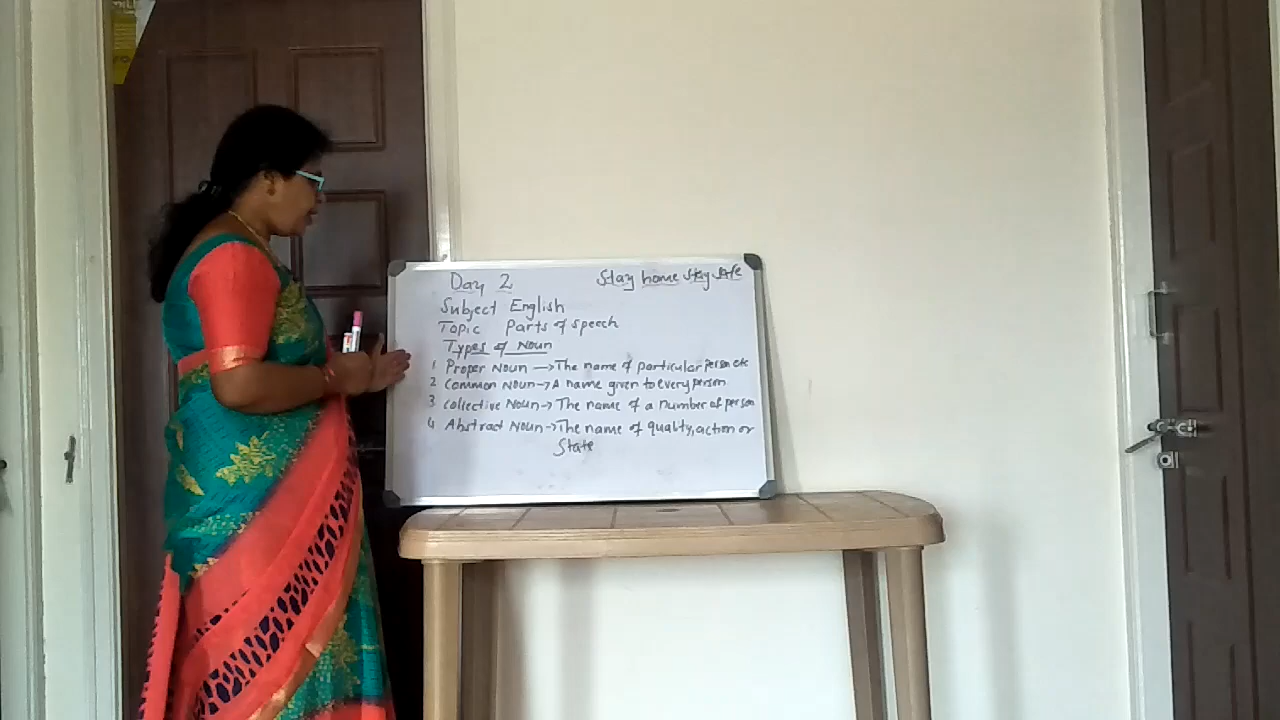 Day 2 Stay home stay safe
Subject English
Topic Parts of speech
Types of Noun
1 Proper Noun → The name of particular person etc
2 Common Noun → A name given to every person
3 Collective Noun → The name of a number of person
4 Abstract Noun → The name of qualty, action or
State